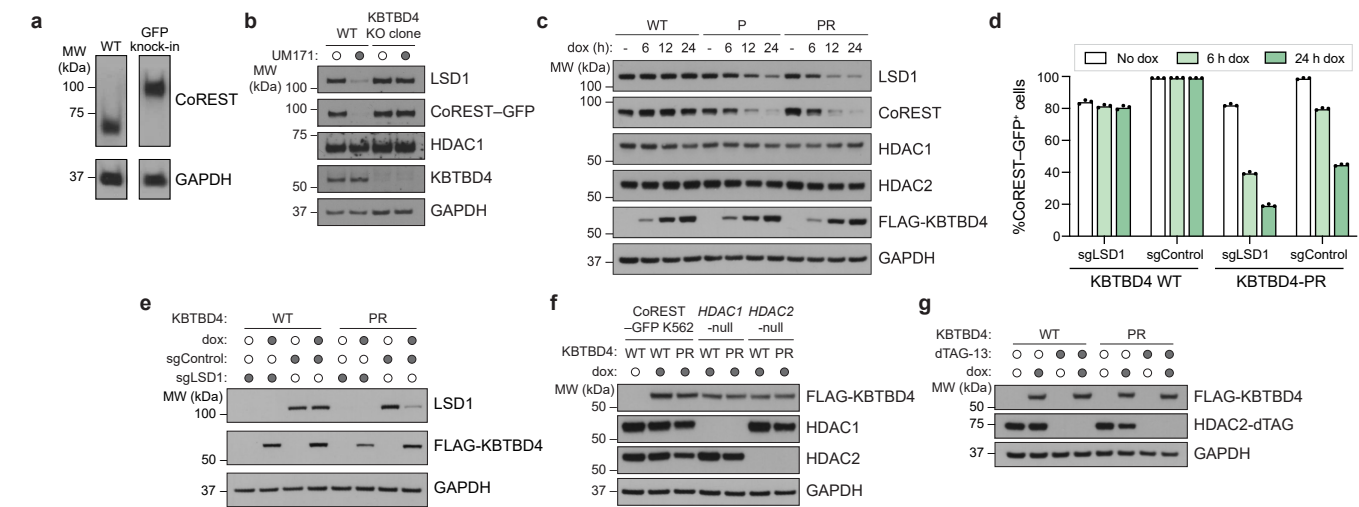 a
WT
GFP
knock-in
MW
(kDa)
100
75
37
CoREST
GAPDH
b
WT
KBTBD4
KO clone
UM171:
MW
(kDa)
100
100
75
50
37
LSD1
CoREST–GFP
HDAC1
KBTBD4
GAPDH
c
WT P PR
dox (h): - 6 12 24 - 6 12 24 - 6 12 24
MW (kDa)
100
100
50
50
50
37
LSD1
CoREST
HDAC1
HDAC2
FLAG-KBTBD4
GAPDH
d
No dox 6 h dox 24 h dox
%CoREST–GFP+ cells
100
80
60
40
20
0
sgLSD1 sgControl sgLSD1 sgControl
KBTBD4 WT KBTBD4-PR
e
KBTBD4: WT PR
dox:
sgControl:
sgLSD1:
MW (kDa)
100
50
37
LSD1
FLAG-KBTBD4
GAPDH
f
CoREST
–GFP K562
HDAC1
-null
HDAC2
-null
KBTBD4: WT WT PR WT PR WT PR
dox:
MW (kDa)
50
50
50
37
FLAG-KBTBD4
HDAC1
HDAC2
GAPDH
g
KBTBD4: WT PR
dTAG-13:
dox:
MW (kDa)
50
75
37
FLAG-KBTBD4
HDAC2-dTAG
GAPDH